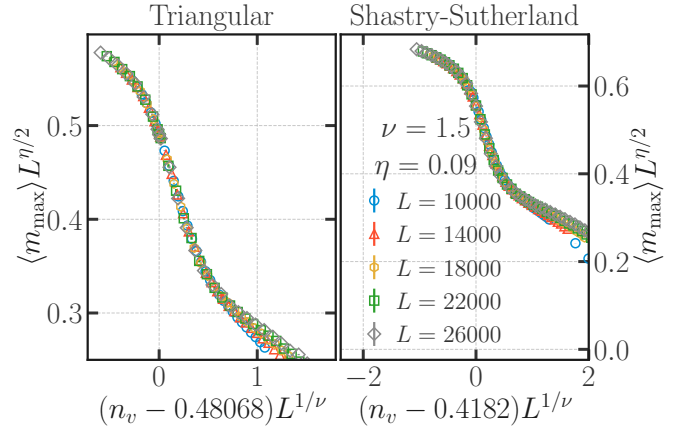 Triangular
Shastry-Sutherland
⟨m_max⟩L^{η/2}
0.5
0.4
0.3
0
1
(n_v − 0.48068)L^{1/ν}
ν = 1.5
η = 0.09
L = 10000
L = 14000
L = 18000
L = 22000
L = 26000
0.6
0.4
0.2
0.0
⟨m_max⟩L^{η/2}
−2
0
2
(n_v − 0.4182)L^{1/ν}